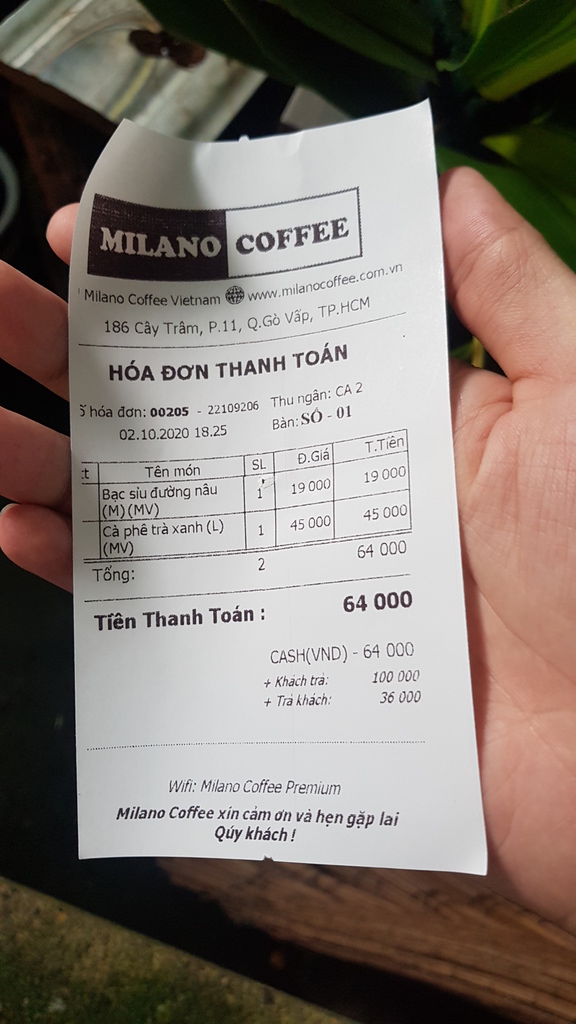 MILANO COFFEE
Milano Coffee Vietnam www.milanocoffee.com.vn
186 Cây Trâm, P.11, Q.Gò Vấp, TP.HCM
HÓA ĐƠN THANH TOÁN
hóa đơn: 00205 - 22109206 Thu ngân: CA 2
02.10.2020 18.25 Bàn: SỐ - 01
Tên món SL Đ.Giá T.Tiền
Bạc sỉu đường nâu 1 19 000 19 000
(M) (MV)
Cà phê trà xanh (L) 1 45 000 45 000
(MV)
Tổng: 2 64 000
Tiền Thanh Toán : 64 000
CASH(VND) - 64 000
+ Khách trả: 100 000
+ Trả khách: 36 000
Wifi: Milano Coffee Premium
Milano Coffee xin cảm ơn và hẹn gặp lại
Qúy khách !